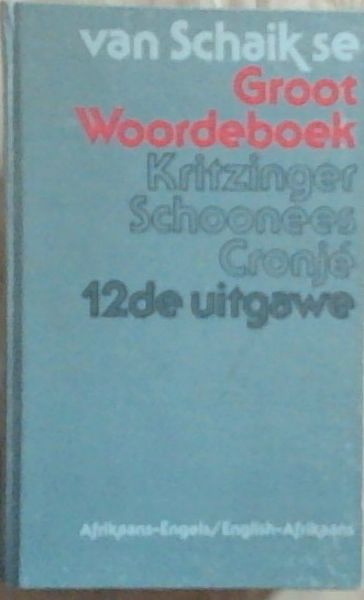 van Schaik se
Groot
Woordeboek
Kritzinger
Schoonees
Cronjé
12de uitgawe
Afrikaans-Engels/English-Afrikaans